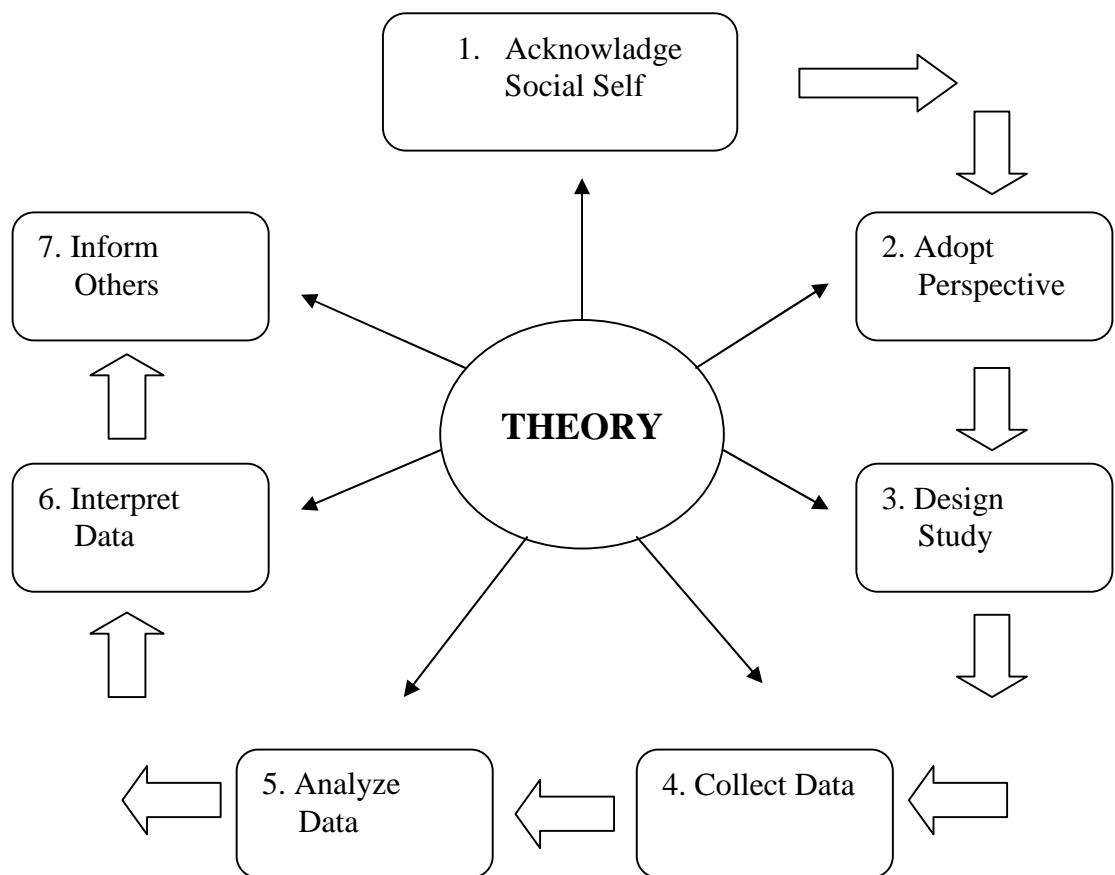 1. Acknowladge
Social Self
2. Adopt
Perspective
3. Design
Study
4. Collect Data
5. Analyze
Data
6. Interpret
Data
7. Inform
Others
THEORY